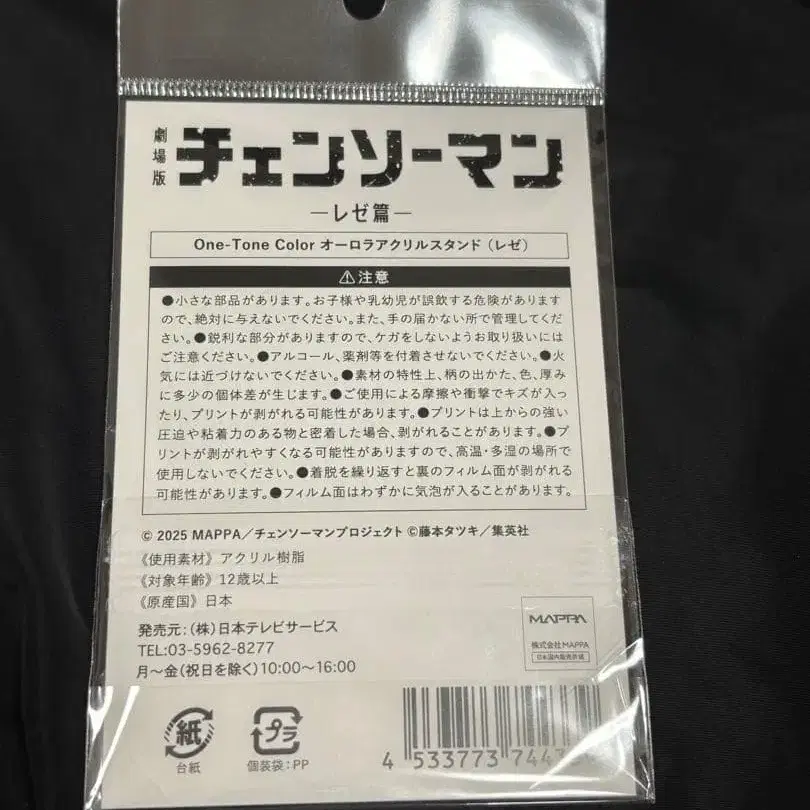 劇場版
チェンソーマン
―レゼ篇―
One-Tone Color オーロラアクリルスタンド（レゼ）
⚠注意
●小さな部品があります。お子様や乳幼児が誤飲する危険があります
ので、絶対に与えないでください。また、手の届かない所で管理してくだ
さい。●鋭利な部分がありますので、ケガをしないようお取り扱いには
ご注意ください。●アルコール、薬剤等を付着させないでください。●火
気には近づけないでください。●素材の特性上、柄の出かた、色、厚み
に多少の個体差が生じます。●ご使用による摩擦や衝撃でキズが入っ
たり、プリントが剥がれる可能性があります。●プリントは上からの強い
圧迫や粘着力のある物と密着した場合、剥がれることがあります。●プ
リントが剥がれやすくなる可能性がありますので、高温・多湿の場所で
使用しないでください。●着脱を繰り返すと裏のフィルム面が剥がれる
可能性があります。●フィルム面はわずかに気泡が入ることがあります。
© 2025 MAPPA／チェンソーマンプロジェクト ©藤本タツキ／集英社
《使用素材》アクリル樹脂
《対象年齢》12歳以上
《原産国》日本
発売元：（株）日本テレビサービス
TEL:03-5962-8277
月～金（祝日を除く）10:00～16:00
MAPPA
株式会社MAPPA
日本国内販売許諾
紙
台紙
プラ
個装袋：PP
4 533773 744